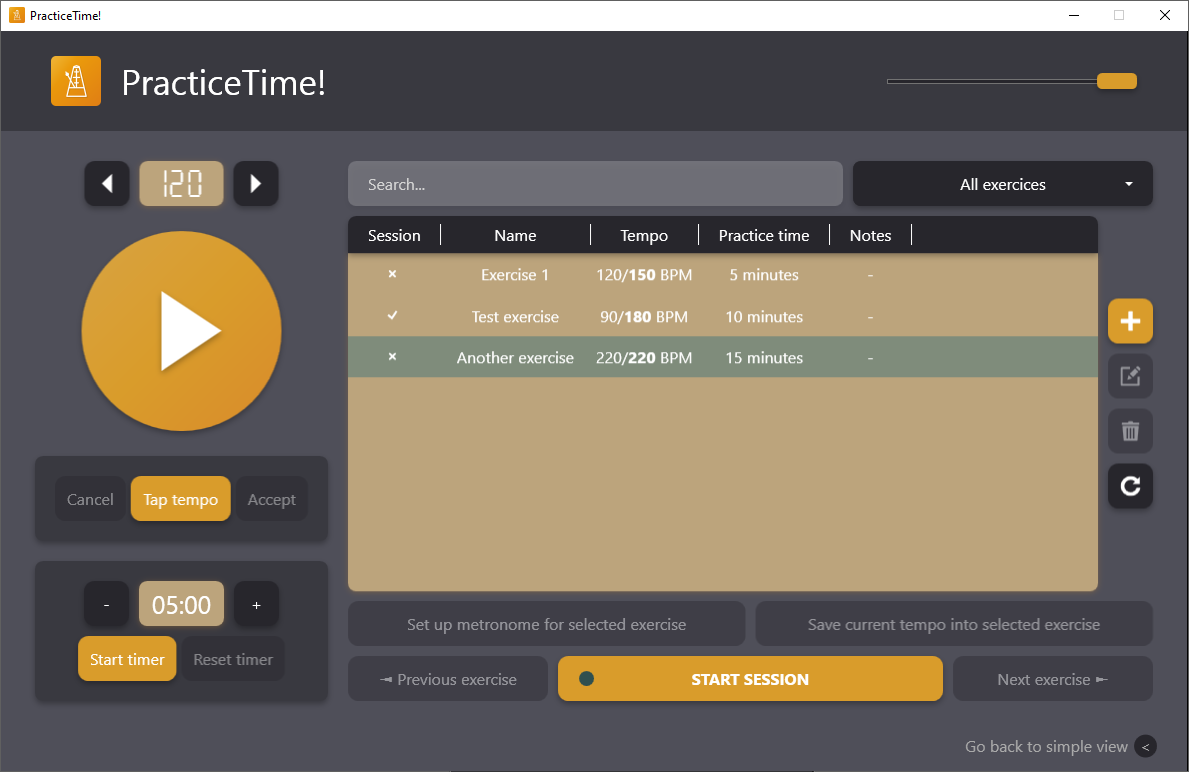 PracticeTime!
PracticeTime!
120
Search...
All exercices
Session Name Tempo Practice time Notes
Exercise 1 120/150 BPM 5 minutes -
Test exercise 90/180 BPM 10 minutes -
Another exercise 220/220 BPM 15 minutes -
Cancel Tap tempo Accept
- 05:00 +
Start timer Reset timer
Set up metronome for selected exercise
Save current tempo into selected exercise
Previous exercise
START SESSION
Next exercise
Go back to simple view <